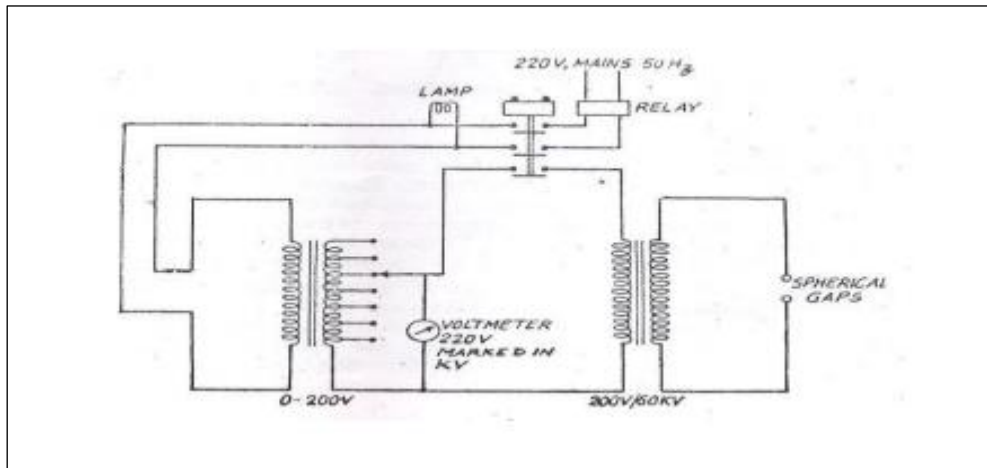 220V, MAINS 50 Hz
LAMP
RELAY
SPHERICAL
GAPS
VOLTMETER
220V
MARKED IN
KV
0-200V
200V/60KV